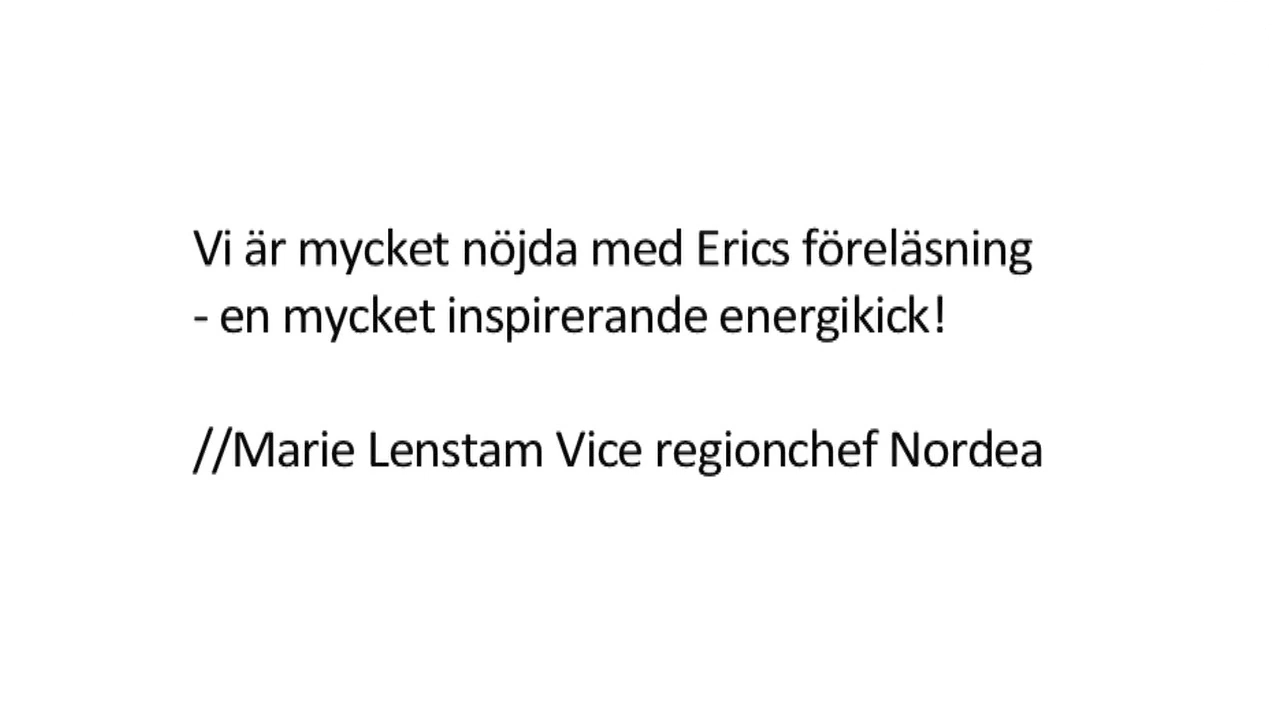 Vi är mycket nöjda med Erics föreläsning
- en mycket inspirerande energikick!
//Marie Lenstam Vice regionchef Nordea